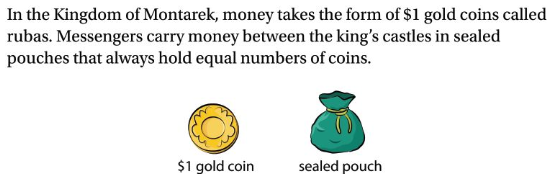 In the Kingdom of Montarek, money takes the form of $1 gold coins called
rubas. Messengers carry money between the king’s castles in sealed
pouches that always hold equal numbers of coins.
$1 gold coin
sealed pouch